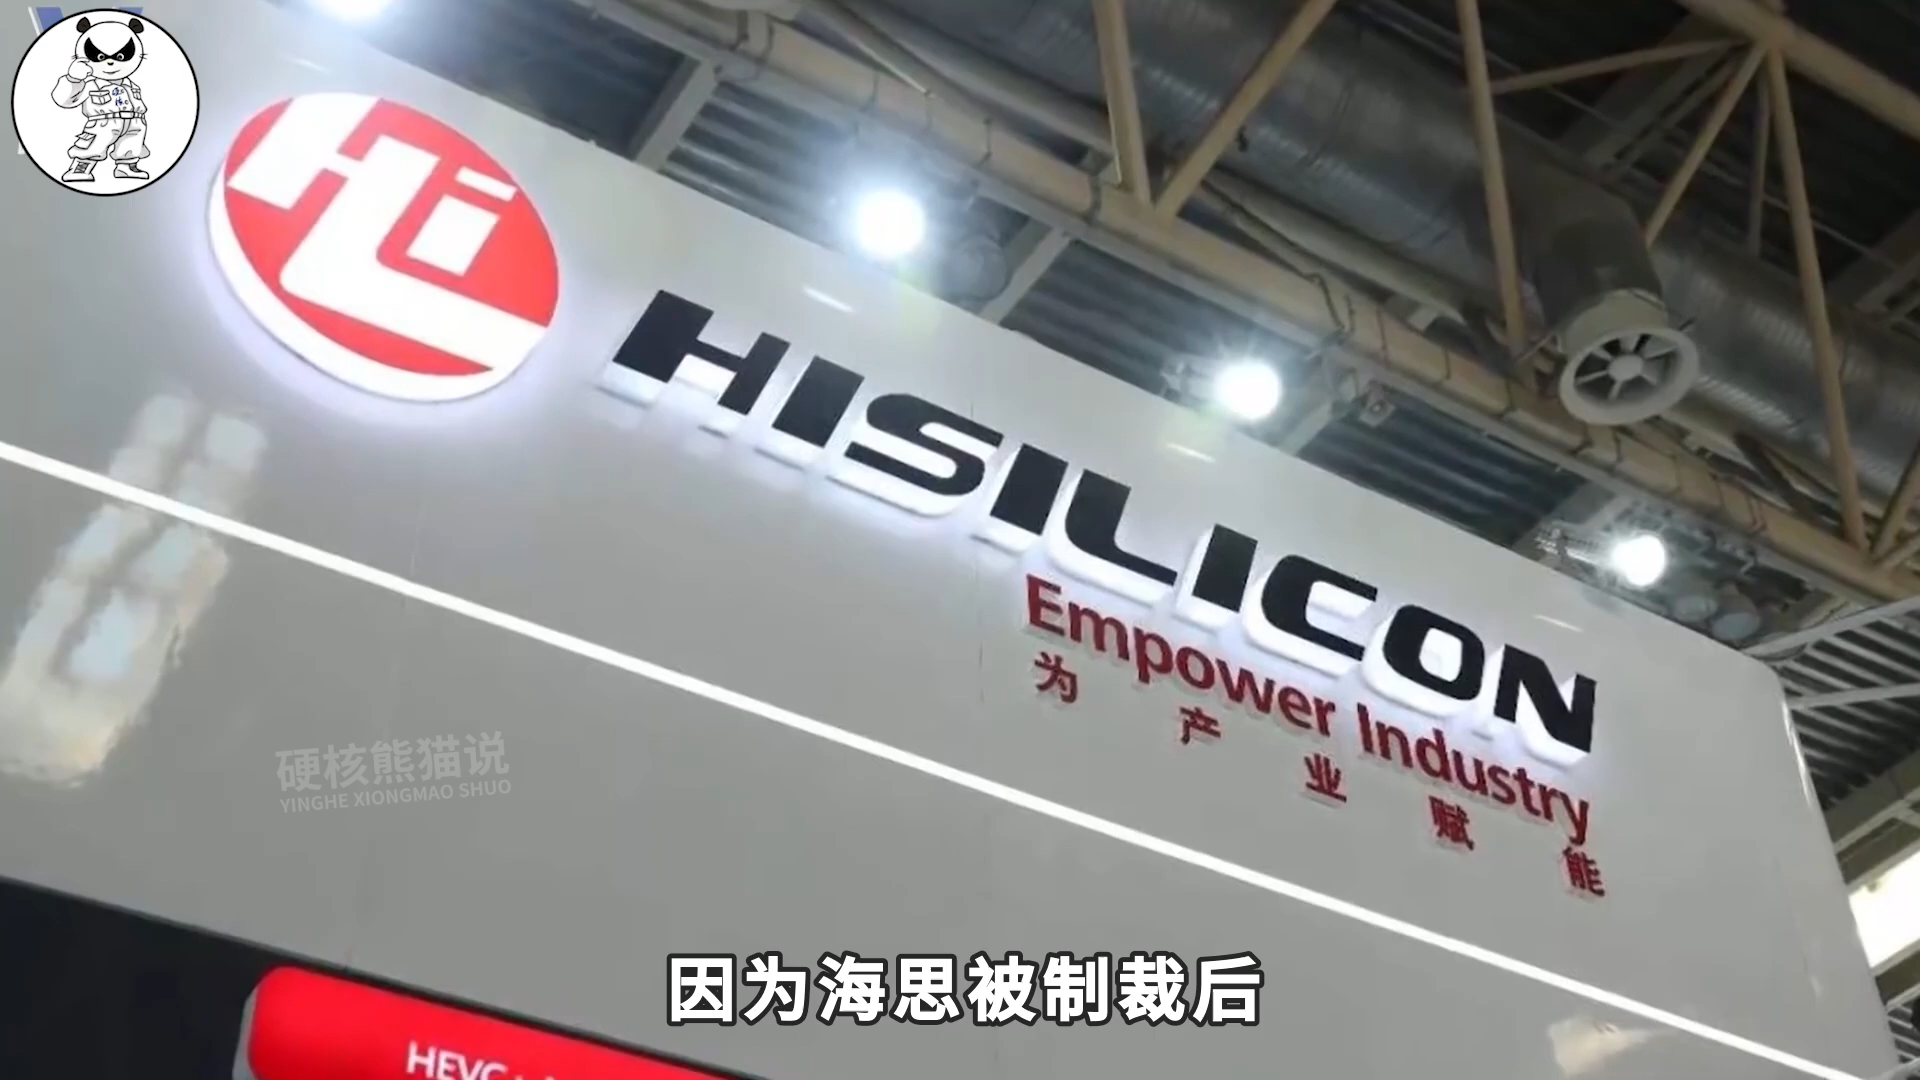 Hi
HISILICON
Empower Industry
为产业赋能
硬核熊猫说
YINGHE XIONGMAO SHUO
因为海思被制裁后